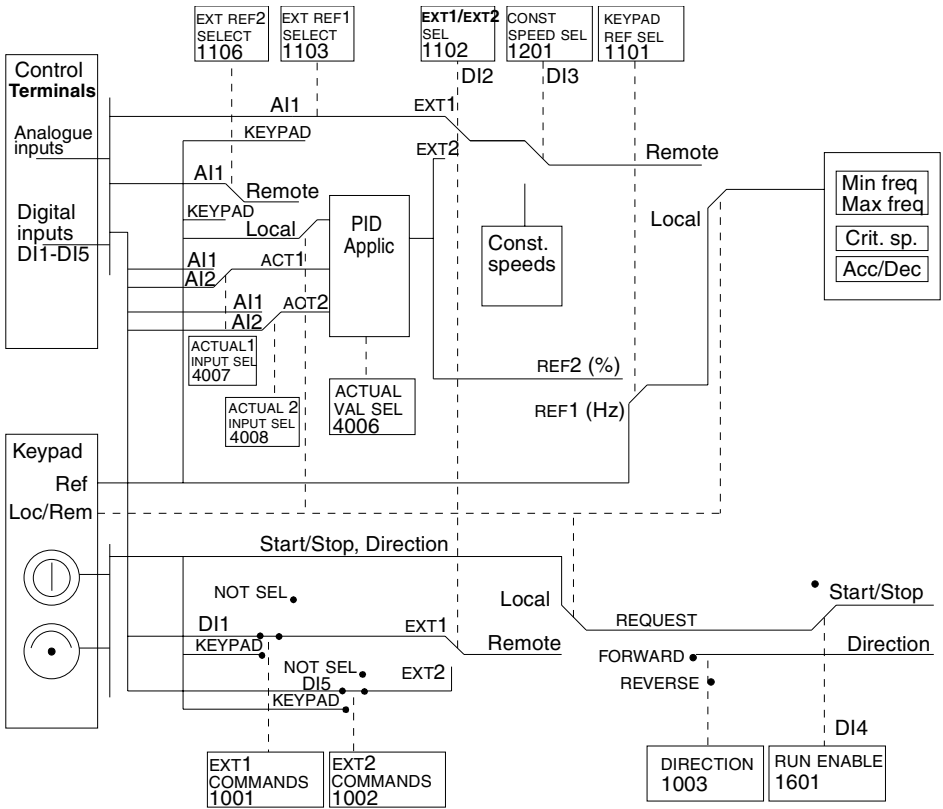 EXT REF2
SELECT
1106
EXT REF1
SELECT
1103
EXT1/EXT2
SEL
1102
CONST
SPEED SEL
1201
KEYPAD
REF SEL
1101
DI2
DI3
Control
Terminals
Analogue
inputs
Digital
inputs
DI1-DI5
AI1
KEYPAD
EXT1
EXT2
Remote
AI1
Remote
KEYPAD
Local
AI1
AI2
ACT1
AI1
AI2
ACT2
PID
Applic
Const.
speeds
Local
Min freq
Max freq
Crit. sp.
Acc/Dec
ACTUAL1
INPUT SEL
4007
ACTUAL 2
INPUT SEL
4008
ACTUAL
VAL SEL
4006
REF2 (%)
REF1 (Hz)
Keypad
Ref
Loc/Rem
Start/Stop, Direction
NOT SEL
DI1
KEYPAD
EXT1
Remote
NOT SEL
DI5
KEYPAD
EXT2
Local
REQUEST
Start/Stop
FORWARD
Direction
REVERSE
DI4
EXT1
COMMANDS
1001
EXT2
COMMANDS
1002
DIRECTION
1003
RUN ENABLE
1601